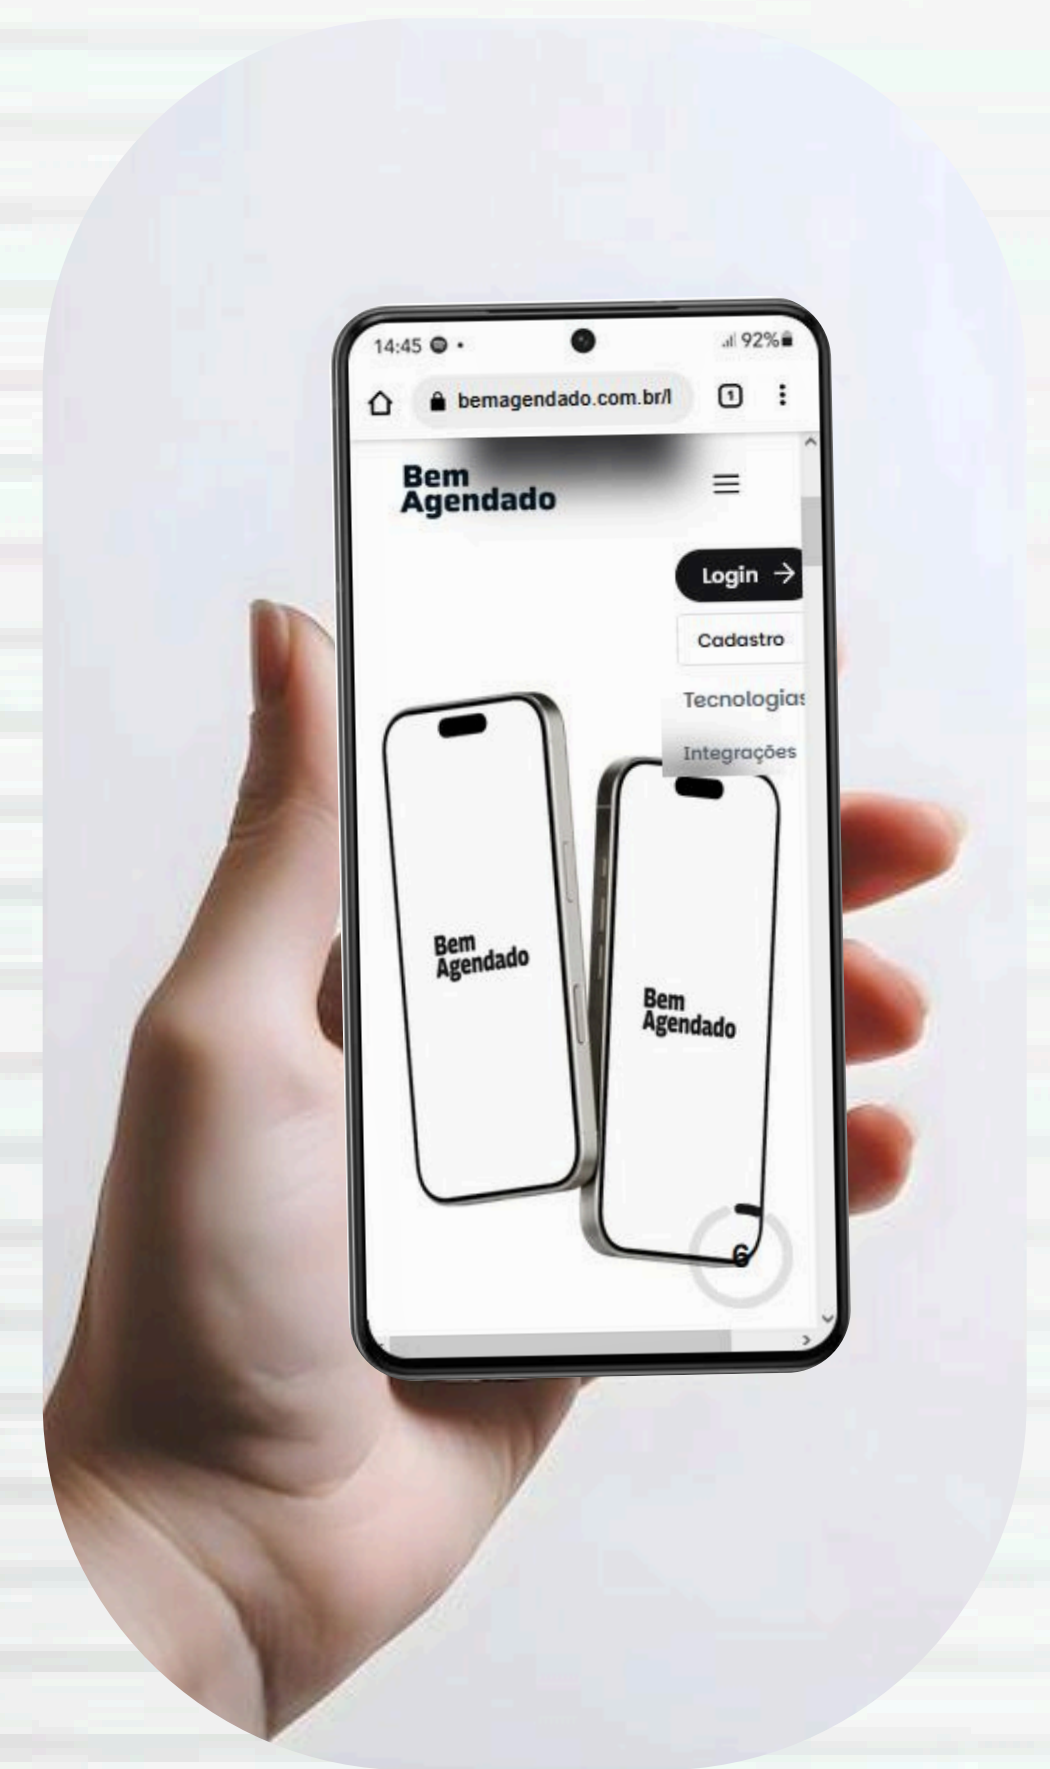 14:45
92%
1
bemagendado.com.br/l
Bem
Agendado
Login
Cadastro
Tecnologias
Integrações
Bem
Agendado
Bem
Agendado
6